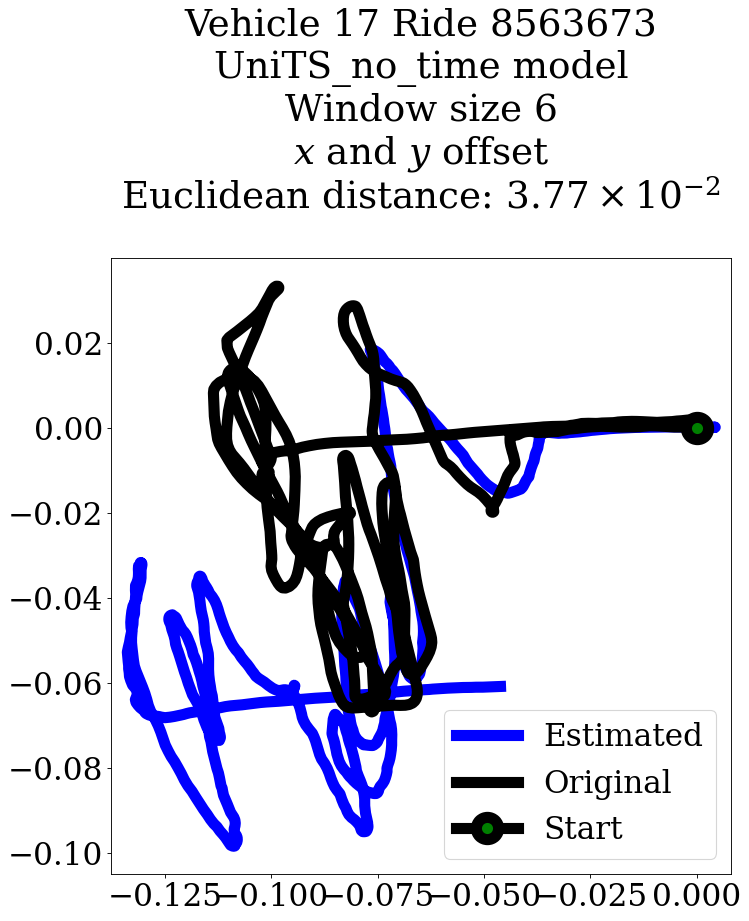 Vehicle 17 Ride 8563673
UniTS_no_time model
Window size 6
x and y offset
Euclidean distance: 3.77 × 10⁻²
0.02
0.00
−0.02
−0.04
−0.06
−0.08
−0.10
Estimated
Original
Start
−0.125 −0.100 −0.075 −0.050 −0.025 0.000